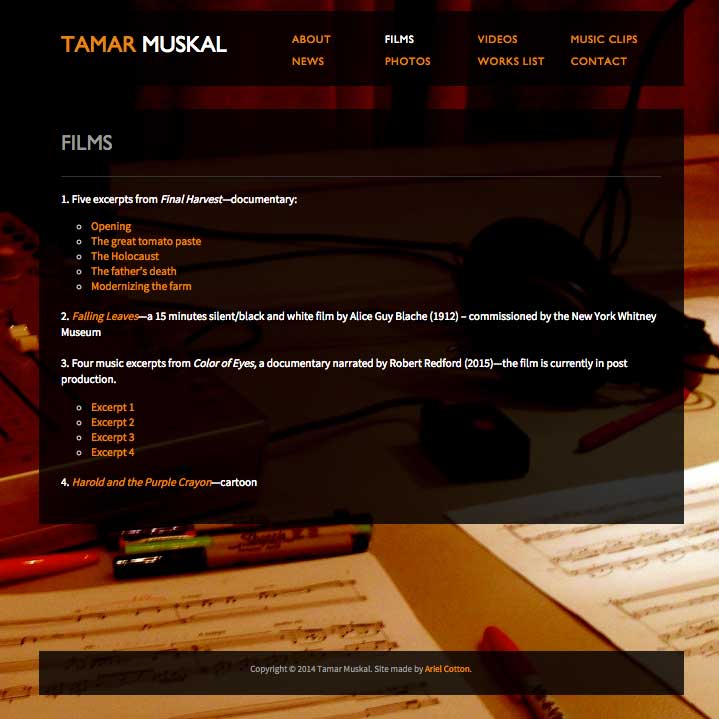 TAMAR MUSKAL
ABOUT FILMS VIDEOS MUSIC CLIPS
NEWS PHOTOS WORKS LIST CONTACT
FILMS
1. Five excerpts from Final Harvest—documentary:
Opening
The great tomato paste
The Holocaust
The father's death
Modernizing the farm
2. Falling Leaves—a 15 minutes silent/black and white film by Alice Guy Blache (1912) – commissioned by the New York Whitney
Museum
3. Four music excerpts from Color of Eyes, a documentary narrated by Robert Redford (2015)—the film is currently in post
production.
Excerpt 1
Excerpt 2
Excerpt 3
Excerpt 4
4. Harold and the Purple Crayon—cartoon
Sharpie
Copyright © 2014 Tamar Muskal. Site made by Ariel Cotton.